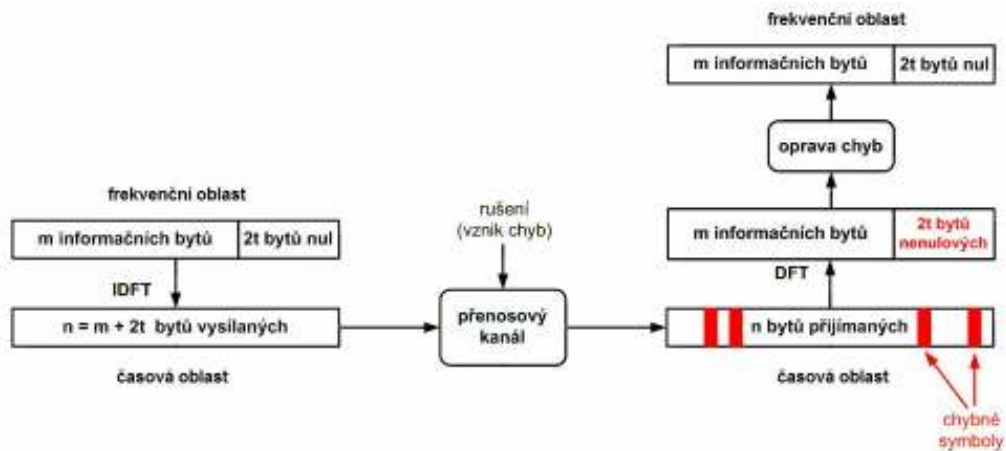 frekvenční oblast
m informačních bytů
2t bytů nul
oprava chyb
frekvenční oblast
m informačních bytů
2t bytů nul
rušení
(vznik chyb)
m informačních bytů
2t bytů
nenulových
IDFT
DFT
n = m + 2t bytů vysílaných
přenosový
kanál
n bytů přijímaných
časová oblast
časová oblast
chybné
symboly